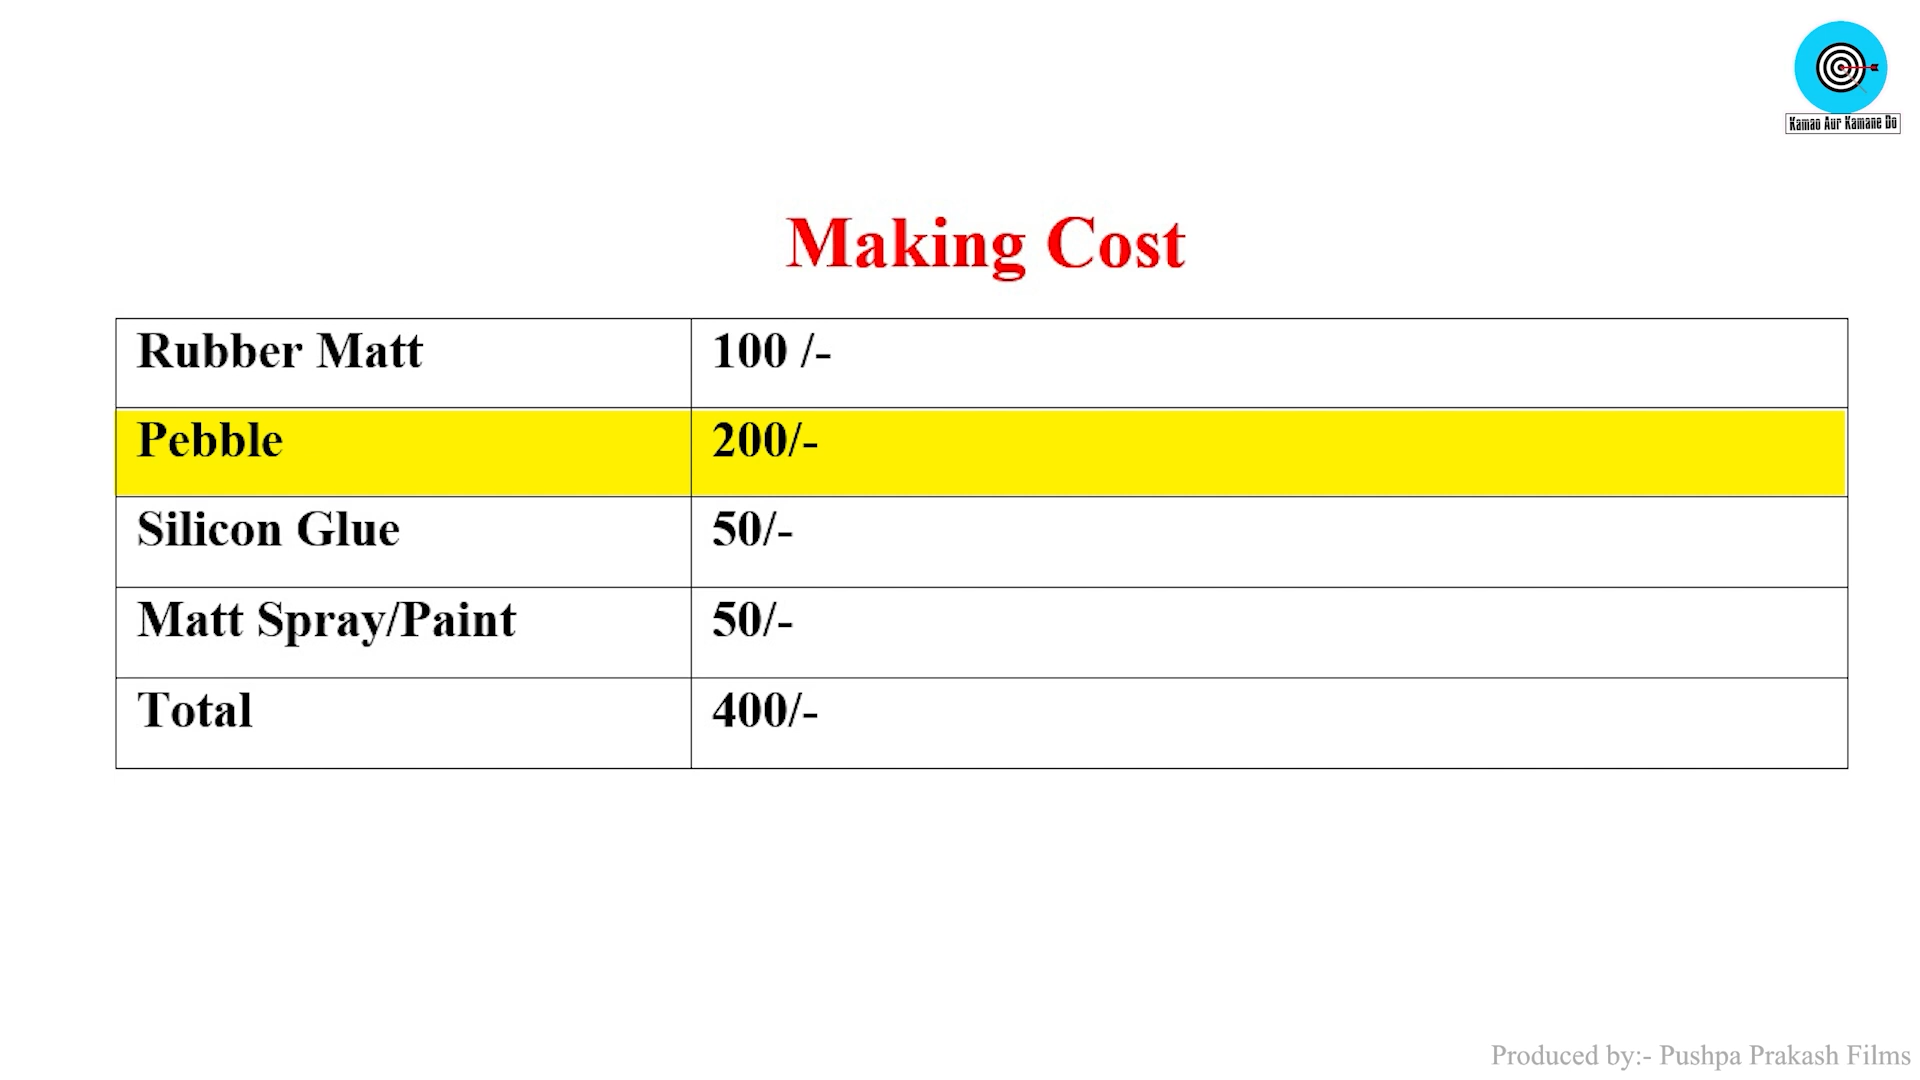 Kamao Aur Kamane Do
Making Cost
Rubber Matt 100 /-
Pebble 200/-
Silicon Glue 50/-
Matt Spray/Paint 50/-
Total 400/-
Produced by:- Pushpa Prakash Films